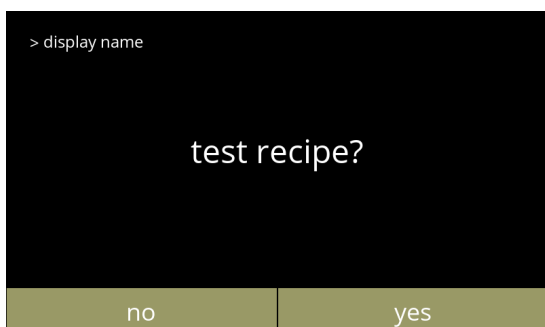 > display name
test recipe?
no
yes